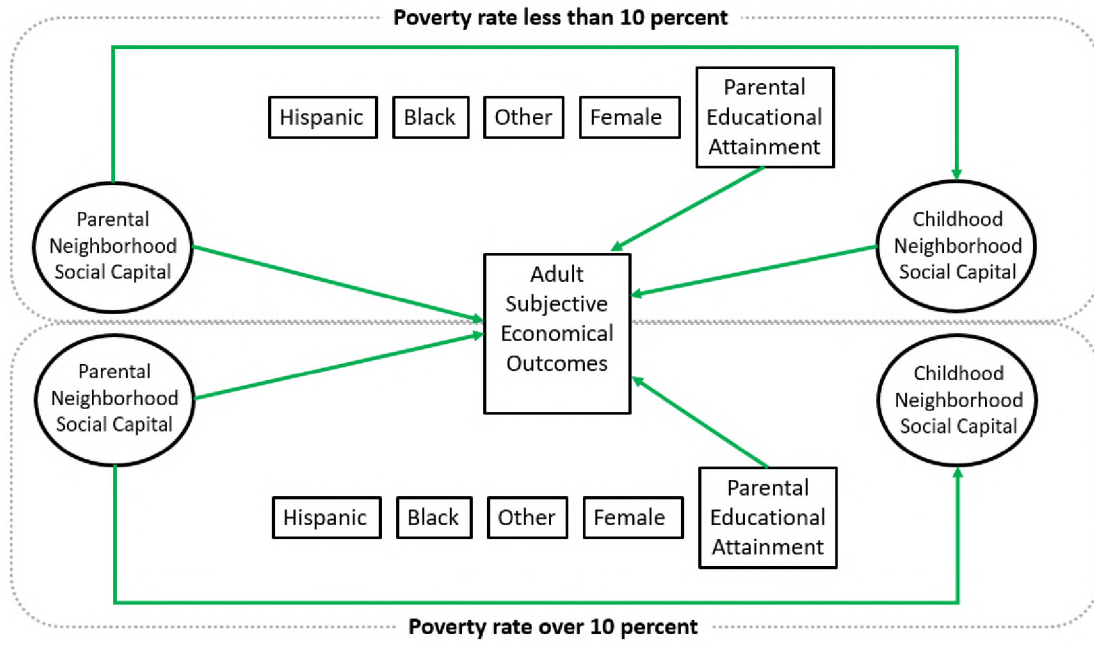 Poverty rate less than 10 percent
Hispanic
Black
Other
Female
Parental
Educational
Attainment
Parental
Neighborhood
Social Capital
Childhood
Neighborhood
Social Capital
Adult
Subjective
Economical
Outcomes
Parental
Neighborhood
Social Capital
Childhood
Neighborhood
Social Capital
Hispanic
Black
Other
Female
Parental
Educational
Attainment
Poverty rate over 10 percent